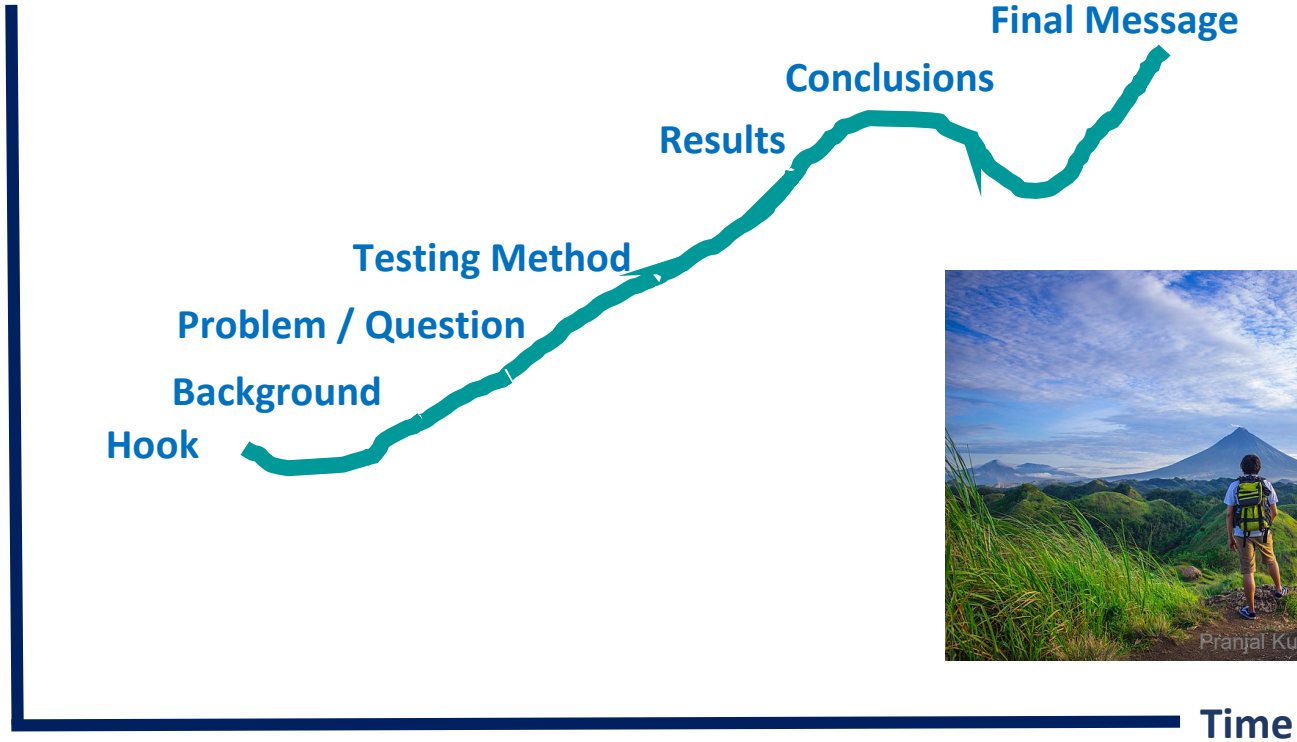 Final Message
Conclusions
Results
Testing Method
Problem / Question
Background
Hook
Pranjal Ku
Time